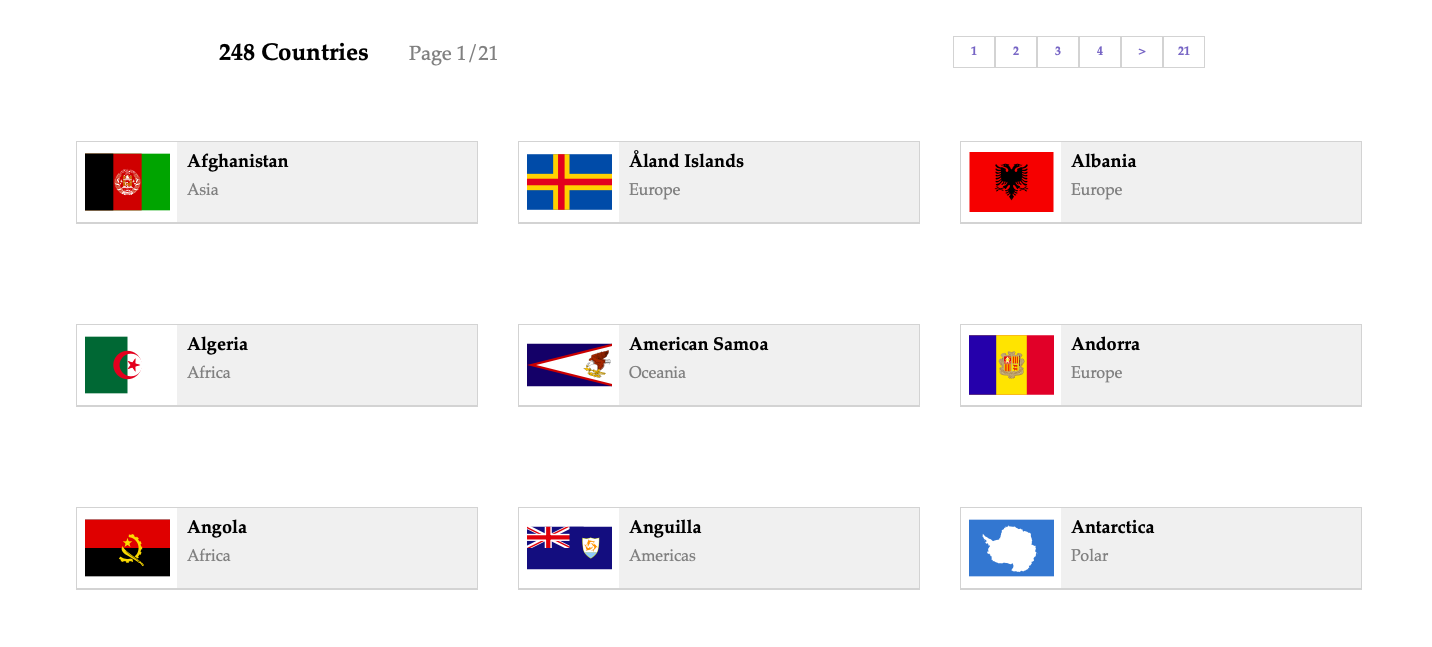 248 Countries Page 1/21
1 2 3 4 > 21
Afghanistan
Asia
Åland Islands
Europe
Albania
Europe
Algeria
Africa
American Samoa
Oceania
Andorra
Europe
Angola
Africa
Anguilla
Americas
Antarctica
Polar